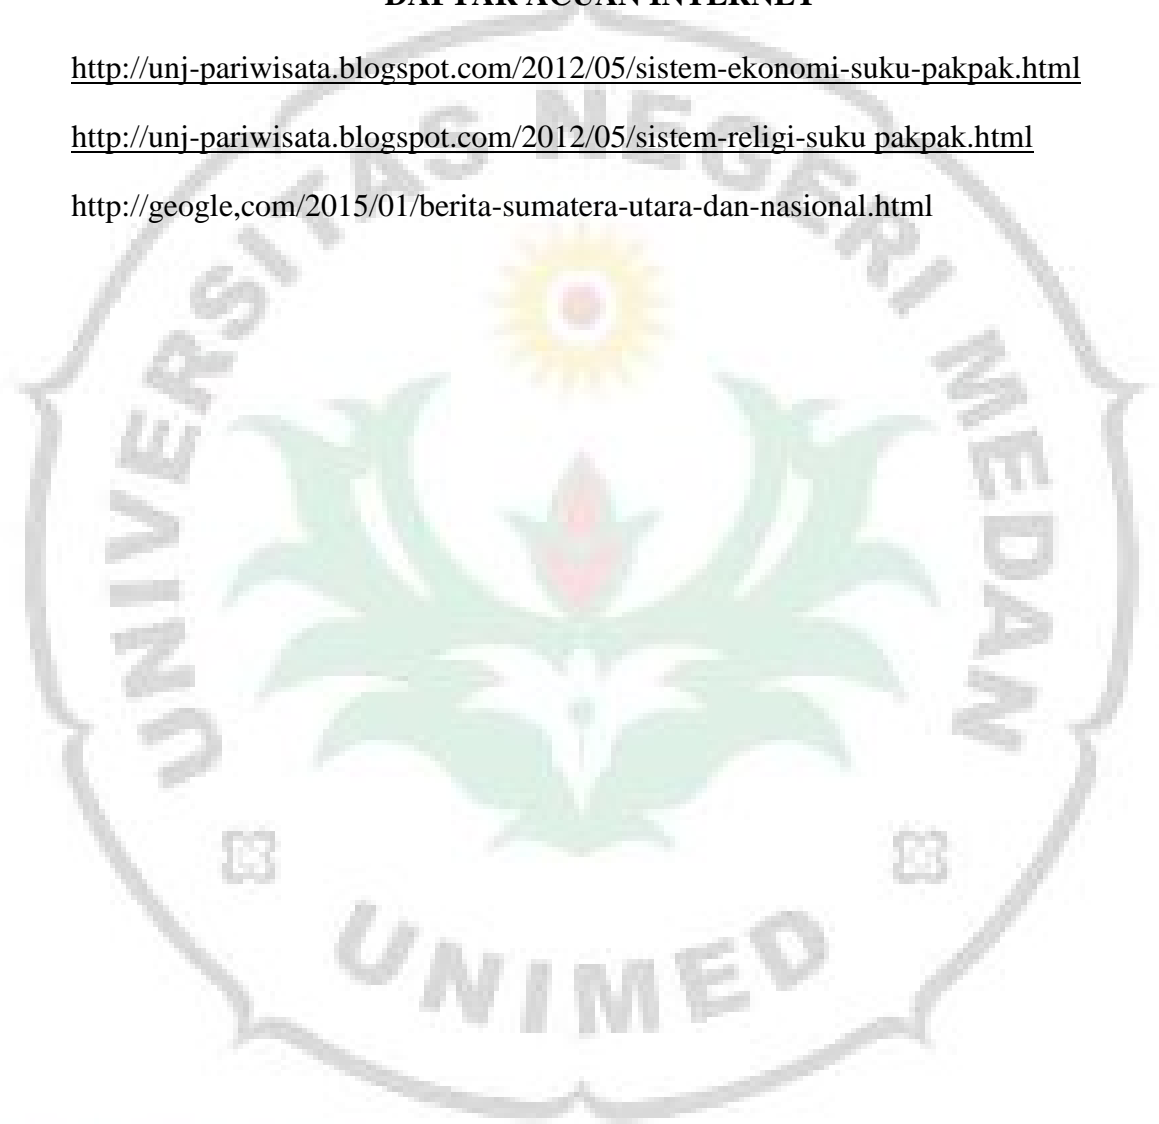 DAFTAR ACUAN INTERNET
http://unj-pariwisata.blogspot.com/2012/05/sistem-ekonomi-suku-pakpak.html
http://unj-pariwisata.blogspot.com/2012/05/sistem-religi-suku pakpak.html
http://geogle,com/2015/01/berita-sumatera-utara-dan-nasional.html
UNIVERSITAS NEGERI MEDAN
UNIMED